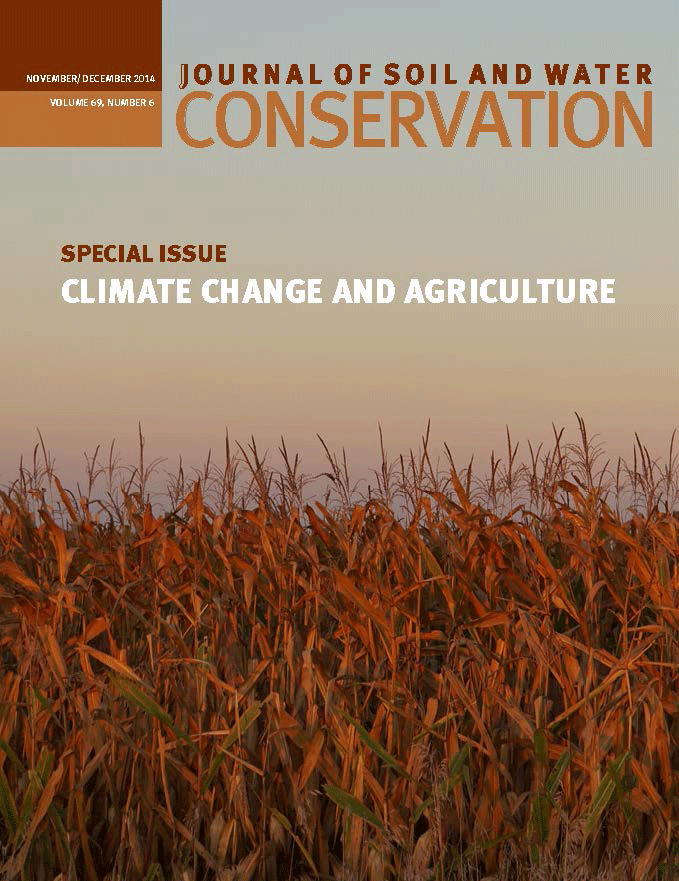 NOVEMBER/DECEMBER 2014
VOLUME 69, NUMBER 6
JOURNAL OF SOIL AND WATER
CONSERVATION
SPECIAL ISSUE
CLIMATE CHANGE AND AGRICULTURE